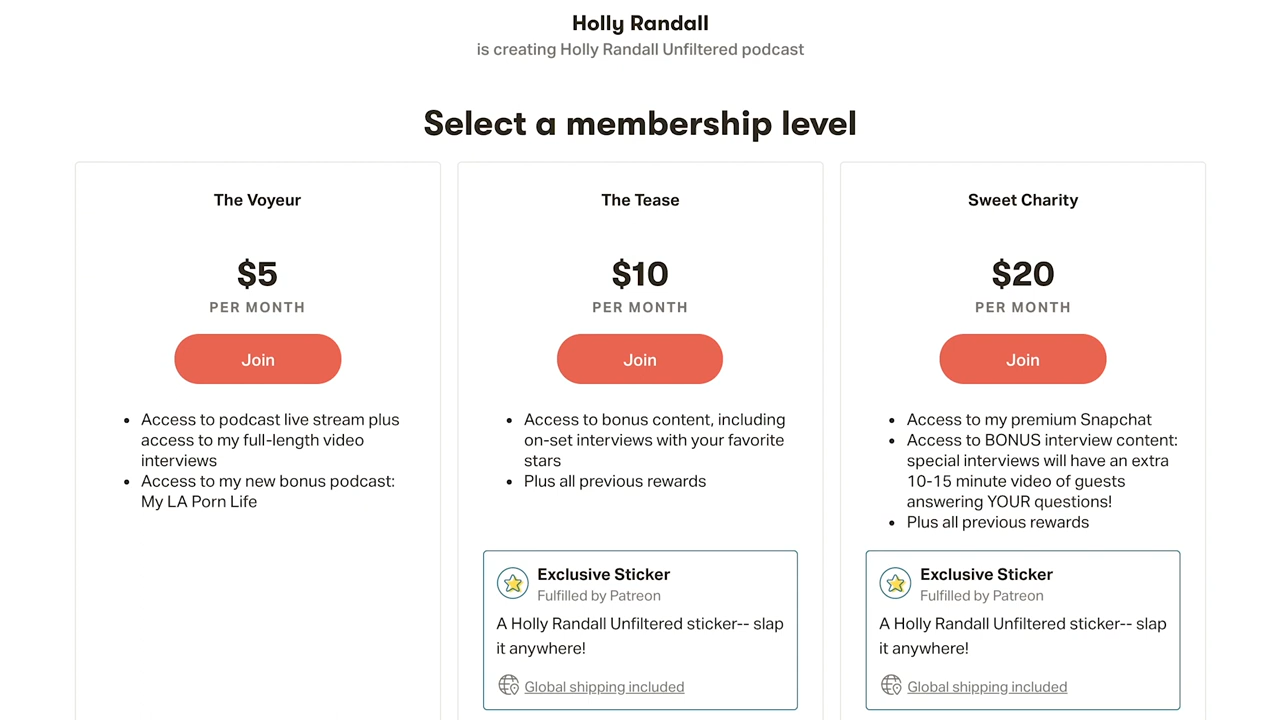 Holly Randall
is creating Holly Randall Unfiltered podcast
Select a membership level
The Voyeur
$5
PER MONTH
Join
• Access to podcast live stream plus
access to my full-length video
interviews
• Access to my new bonus podcast:
My LA Porn Life
The Tease
$10
PER MONTH
Join
• Access to bonus content, including
on-set interviews with your favorite
stars
• Plus all previous rewards
Exclusive Sticker
Fulfilled by Patreon
A Holly Randall Unfiltered sticker-- slap
it anywhere!
Global shipping included
Sweet Charity
$20
PER MONTH
Join
• Access to my premium Snapchat
• Access to BONUS interview content:
special interviews will have an extra
10-15 minute video of guests
answering YOUR questions!
• Plus all previous rewards
Exclusive Sticker
Fulfilled by Patreon
A Holly Randall Unfiltered sticker-- slap
it anywhere!
Global shipping included